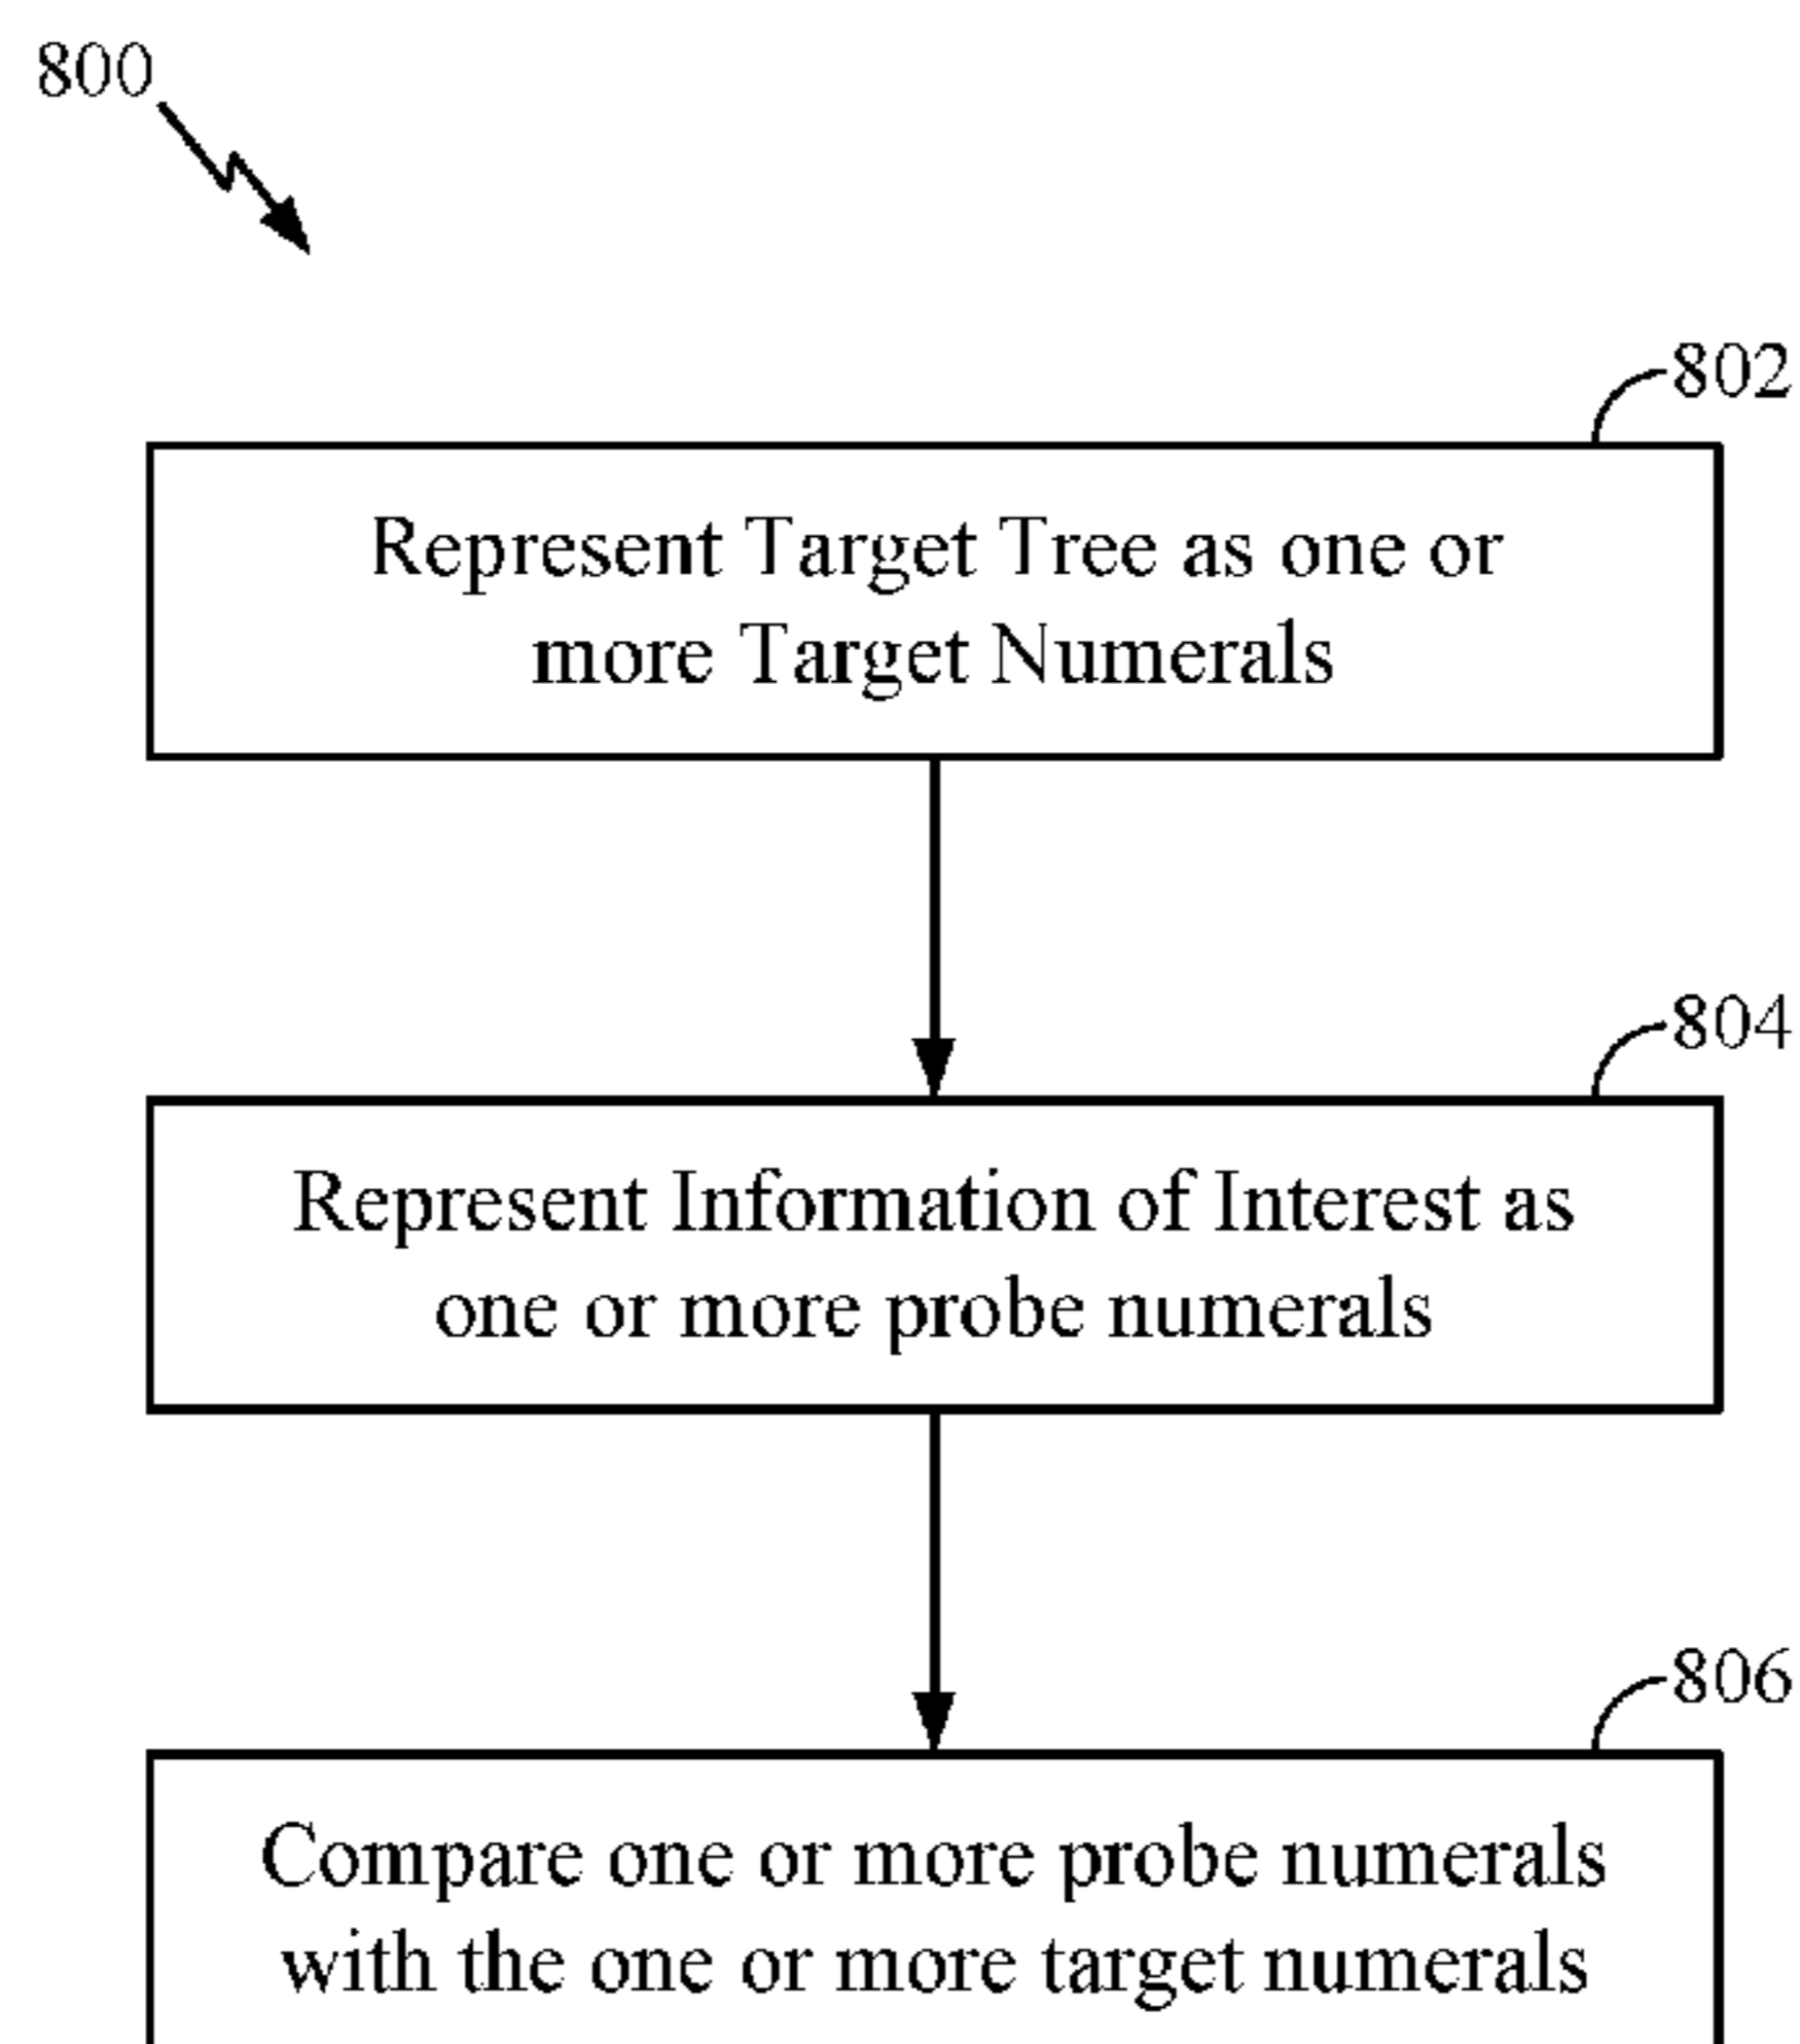 800
802
Represent Target Tree as one or
more Target Numerals
804
Represent Information of Interest as
one or more probe numerals
806
Compare one or more probe numerals
with the one or more target numerals